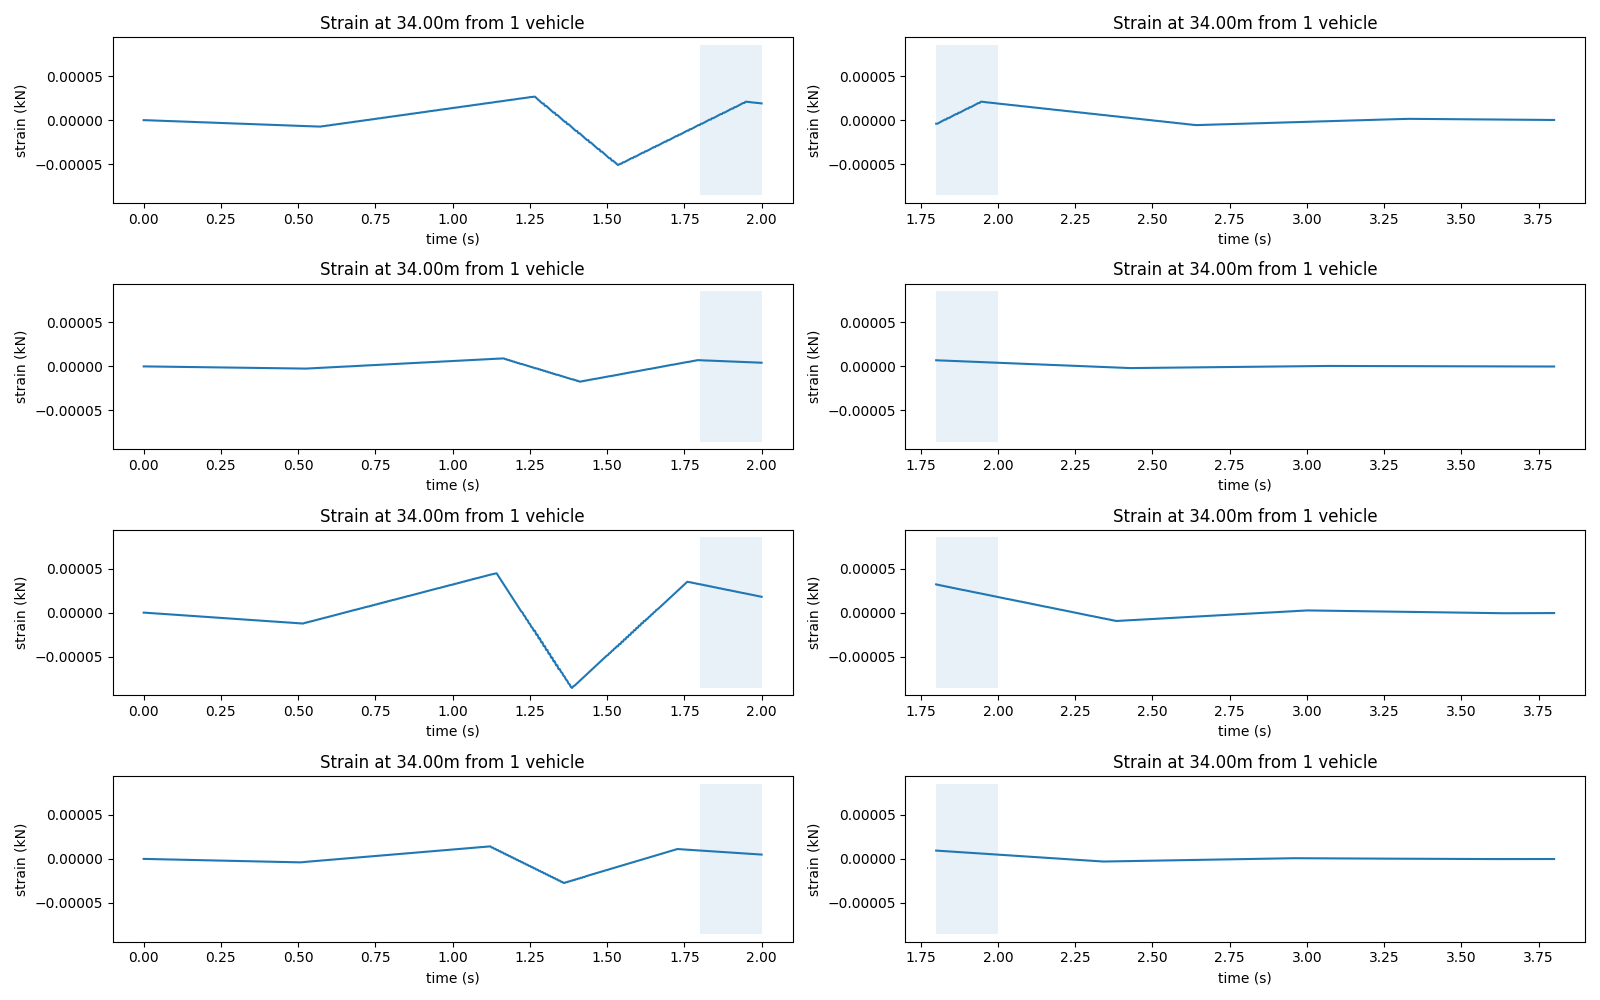 Strain at 34.00m from 1 vehicle
strain (kN)
0.00005
0.00000
−0.00005
0.00 0.25 0.50 0.75 1.00 1.25 1.50 1.75 2.00
time (s)
Strain at 34.00m from 1 vehicle
strain (kN)
0.00005
0.00000
−0.00005
1.75 2.00 2.25 2.50 2.75 3.00 3.25 3.50 3.75
time (s)
Strain at 34.00m from 1 vehicle
strain (kN)
0.00005
0.00000
−0.00005
0.00 0.25 0.50 0.75 1.00 1.25 1.50 1.75 2.00
time (s)
Strain at 34.00m from 1 vehicle
strain (kN)
0.00005
0.00000
−0.00005
1.75 2.00 2.25 2.50 2.75 3.00 3.25 3.50 3.75
time (s)
Strain at 34.00m from 1 vehicle
strain (kN)
0.00005
0.00000
−0.00005
0.00 0.25 0.50 0.75 1.00 1.25 1.50 1.75 2.00
time (s)
Strain at 34.00m from 1 vehicle
strain (kN)
0.00005
0.00000
−0.00005
1.75 2.00 2.25 2.50 2.75 3.00 3.25 3.50 3.75
time (s)
Strain at 34.00m from 1 vehicle
strain (kN)
0.00005
0.00000
−0.00005
0.00 0.25 0.50 0.75 1.00 1.25 1.50 1.75 2.00
time (s)
Strain at 34.00m from 1 vehicle
strain (kN)
0.00005
0.00000
−0.00005
1.75 2.00 2.25 2.50 2.75 3.00 3.25 3.50 3.75
time (s)